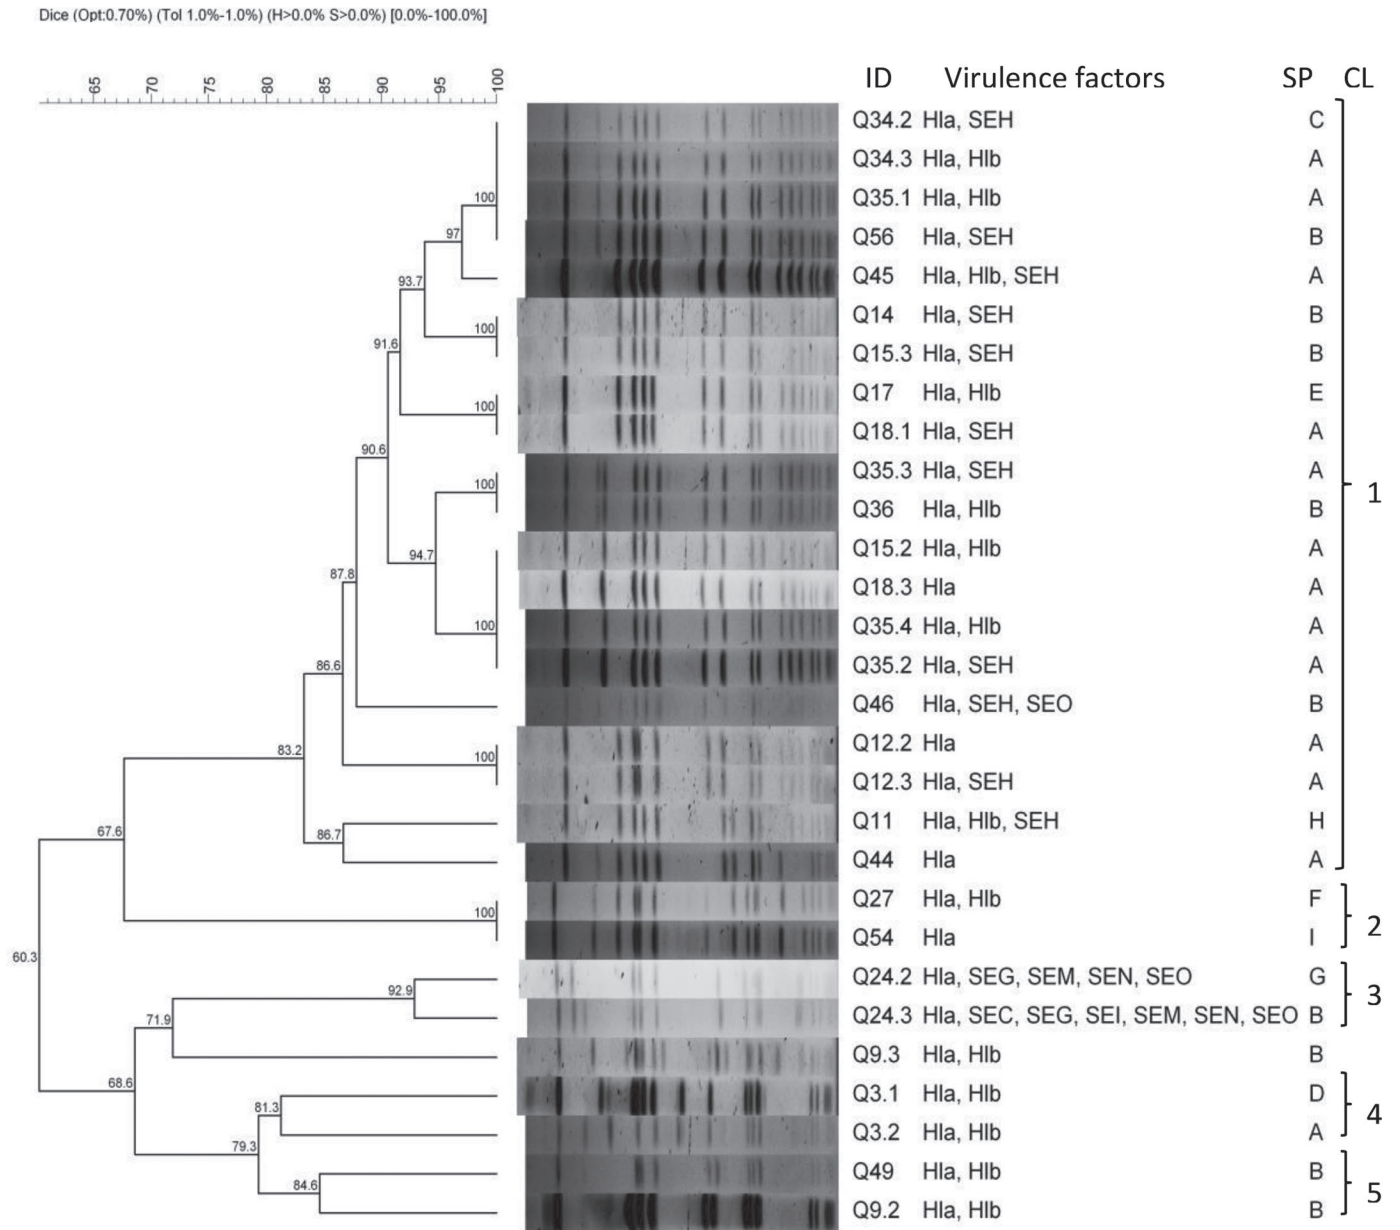 Dice (Opt:0.70%) (Tol 1.0%-1.0%) (H>0.0% S>0.0%) [0.0%-100.0%]
65 70 75 80 85 90 95 100
ID Virulence factors SP CL
Q34.2 Hla, SEH C
Q34.3 Hla, Hlb A
100 Q35.1 Hla, Hlb A
97 Q56 Hla, SEH B
93.7 Q45 Hla, Hlb, SEH A
Q14 Hla, SEH B
100
91.6 Q15.3 Hla, SEH B
Q17 Hla, Hlb E
100
Q18.1 Hla, SEH A
90.6 Q35.3 Hla, SEH A
100 1
Q36 Hla, Hlb B
94.7 Q15.2 Hla, Hlb A
87.8 Q18.3 Hla A
100 Q35.4 Hla, Hlb A
86.6 Q35.2 Hla, SEH A
Q46 Hla, SEH, SEO B
83.2 100 Q12.2 Hla A
Q12.3 Hla, SEH A
67.6 86.7 Q11 Hla, Hlb, SEH H
Q44 Hla A
Q27 Hla, Hlb F
100 2
Q54 Hla I
60.3
92.9 Q24.2 Hla, SEG, SEM, SEN, SEO G
3
71.9 Q24.3 Hla, SEC, SEG, SEI, SEM, SEN, SEO B
Q9.3 Hla, Hlb B
68.6 81.3 Q3.1 Hla, Hlb D
4
79.3 Q3.2 Hla, Hlb A
84.6 Q49 Hla, Hlb B
5
Q9.2 Hla, Hlb B